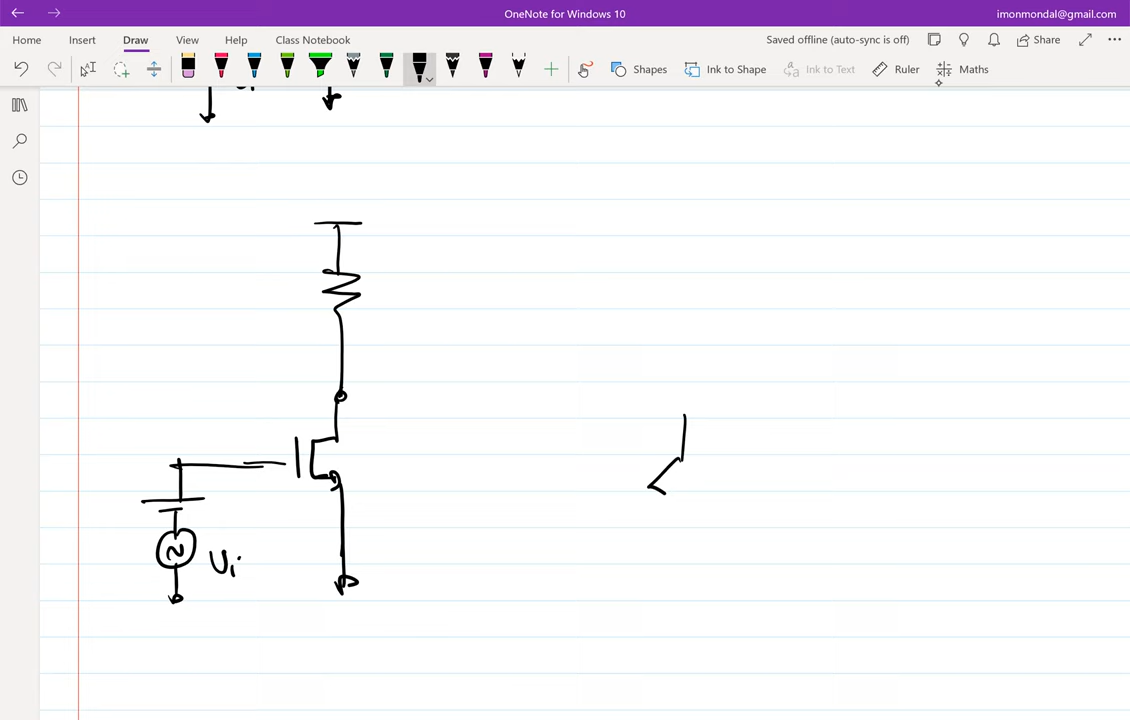 OneNote for Windows 10
imonmondal@gmail.com
Home
Insert
Draw
View
Help
Class Notebook
Saved offline (auto-sync is off)
Share
Shapes
Ink to Shape
Ink to Text
Ruler
Maths
Vi